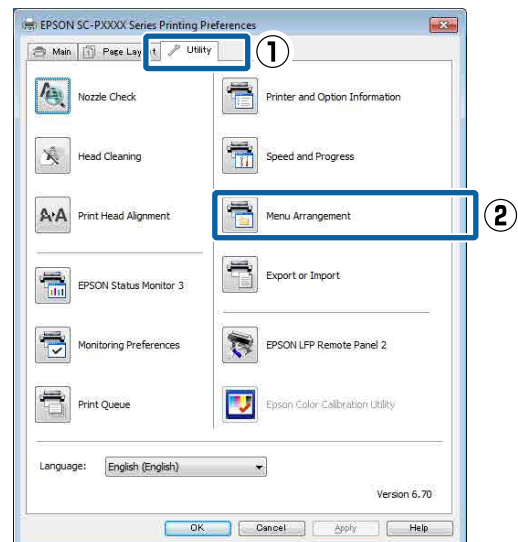 EPSON SC-PXXXX Series Printing Preferences
Main Page Lay t Utility ①
Nozzle Check Printer and Option Information
Head Cleaning Speed and Progress
Print Head Alignment Menu Arrangement ②
EPSON Status Monitor 3 Export or Import
Monitoring Preferences EPSON LFP Remote Panel 2
Print Queue Epson Color Calibration Utility
Language: English (English)
Version 6.70
OK Cancel Apply Help